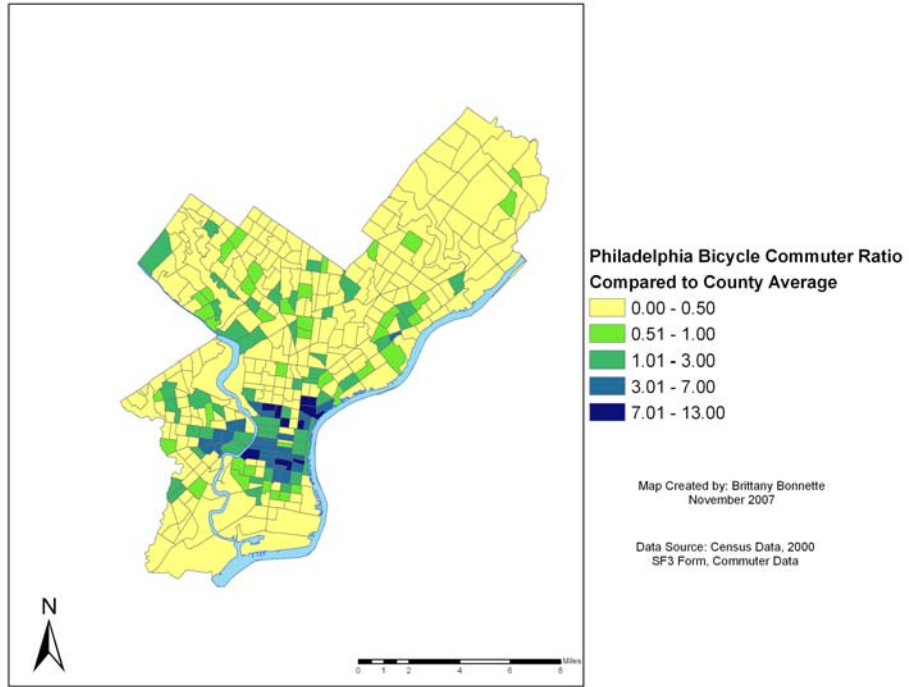 Philadelphia Bicycle Commuter Ratio
Compared to County Average
0.00 - 0.50
0.51 - 1.00
1.01 - 3.00
3.01 - 7.00
7.01 - 13.00
Map Created by: Brittany Bonnette
November 2007
Data Source: Census Data, 2000
SF3 Form, Commuter Data
N
Miles
0 1 2 4 6 8